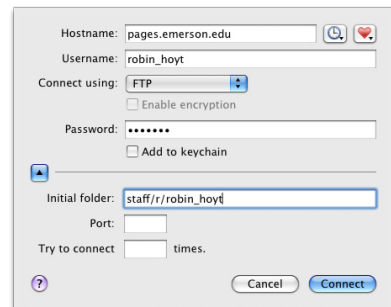 Hostname: pages.emerson.edu
Username: robin_hoyt
Connect using: FTP
Enable encryption
Password: •••••••
Add to keychain
Initial folder: staff/r/robin_hoyt
Port:
Try to connect times.
? Cancel Connect